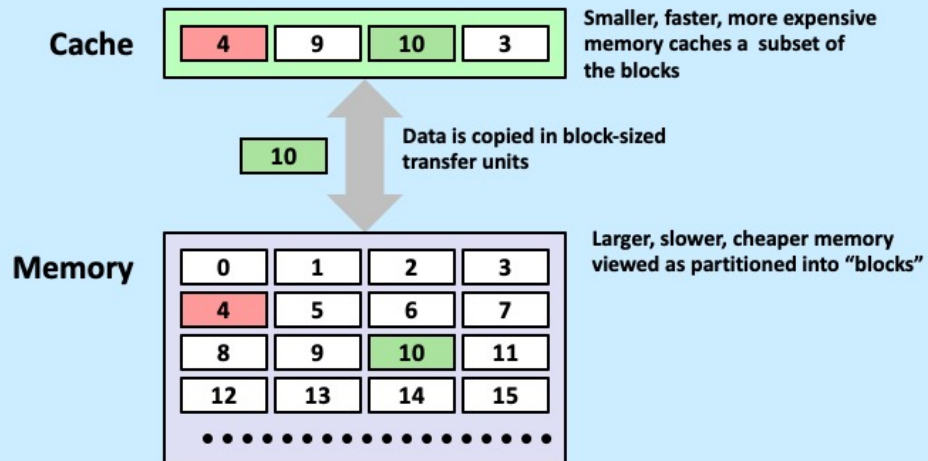 Cache
4 9 10 3
Smaller, faster, more expensive
memory caches a  subset of
the blocks
10
Data is copied in block-sized
transfer units
Memory
Larger, slower, cheaper memory
viewed as partitioned into “blocks”
0 1 2 3
4 5 6 7
8 9 10 11
12 13 14 15